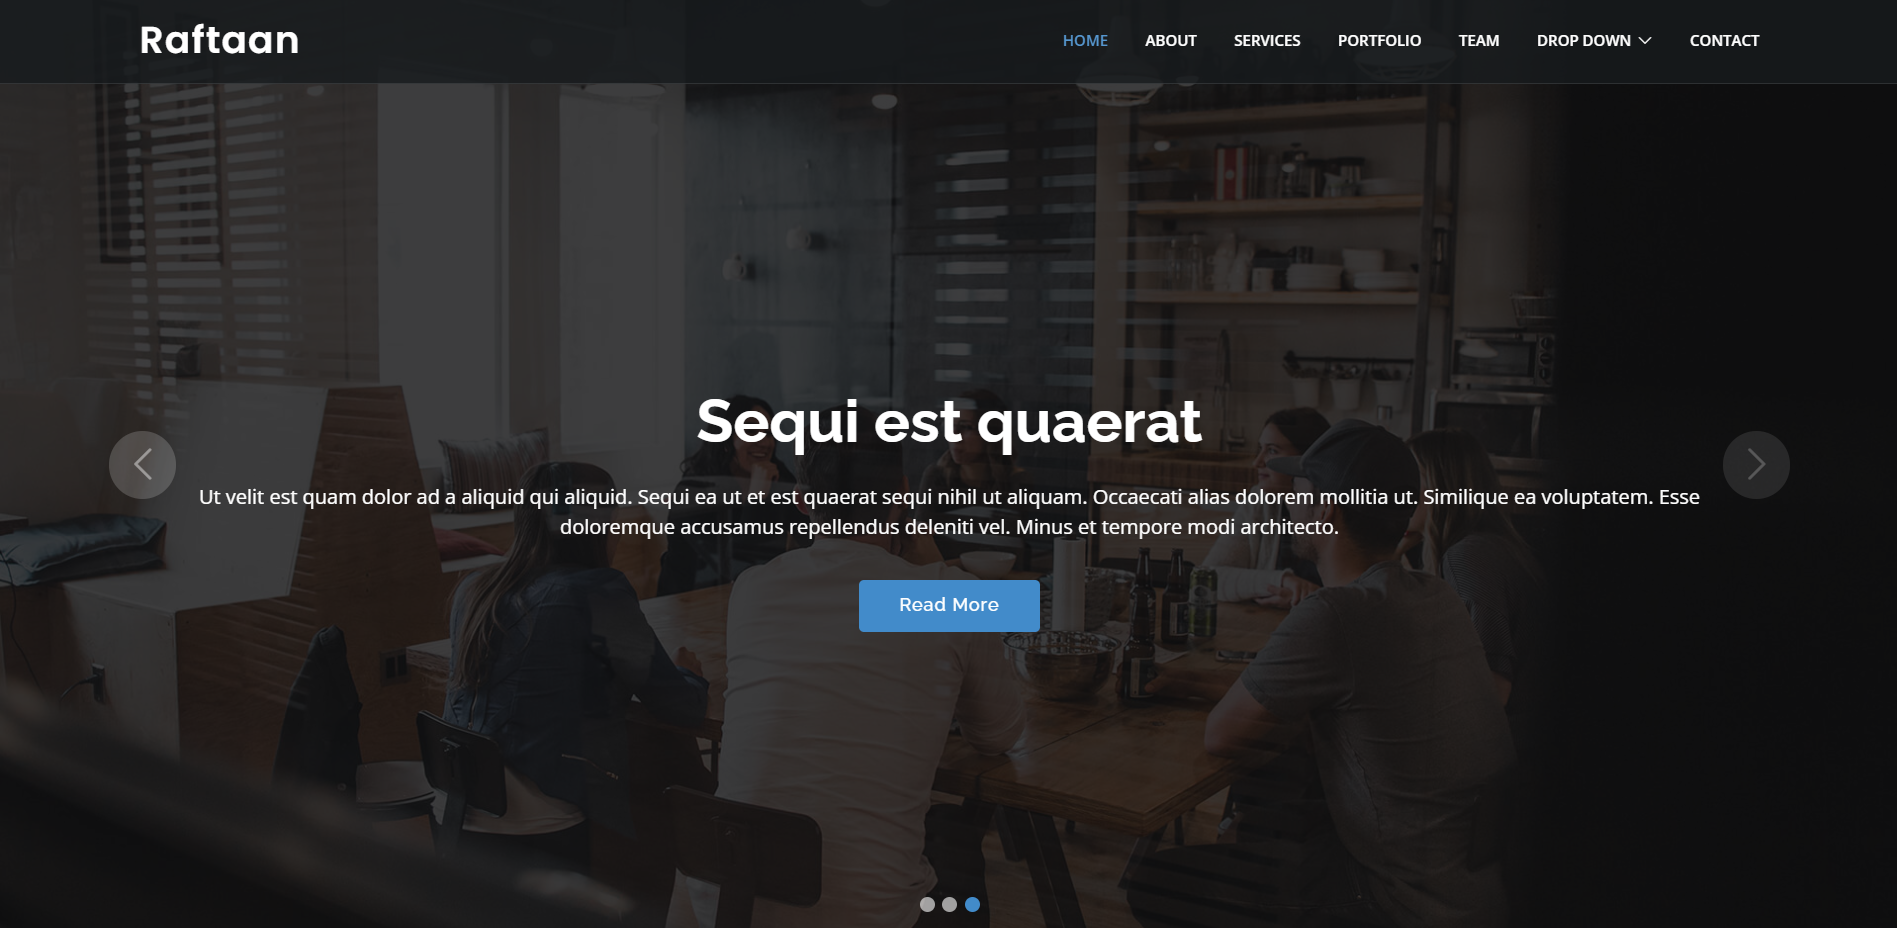 Raftaan
HOME ABOUT SERVICES PORTFOLIO TEAM DROP DOWN CONTACT
Sequi est quaerat
Ut velit est quam dolor ad a aliquid qui aliquid. Sequi ea ut et est quaerat sequi nihil ut aliquam. Occaecati alias dolorem mollitia ut. Similique ea voluptatem. Esse
doloremque accusamus repellendus deleniti vel. Minus et tempore modi architecto.
Read More